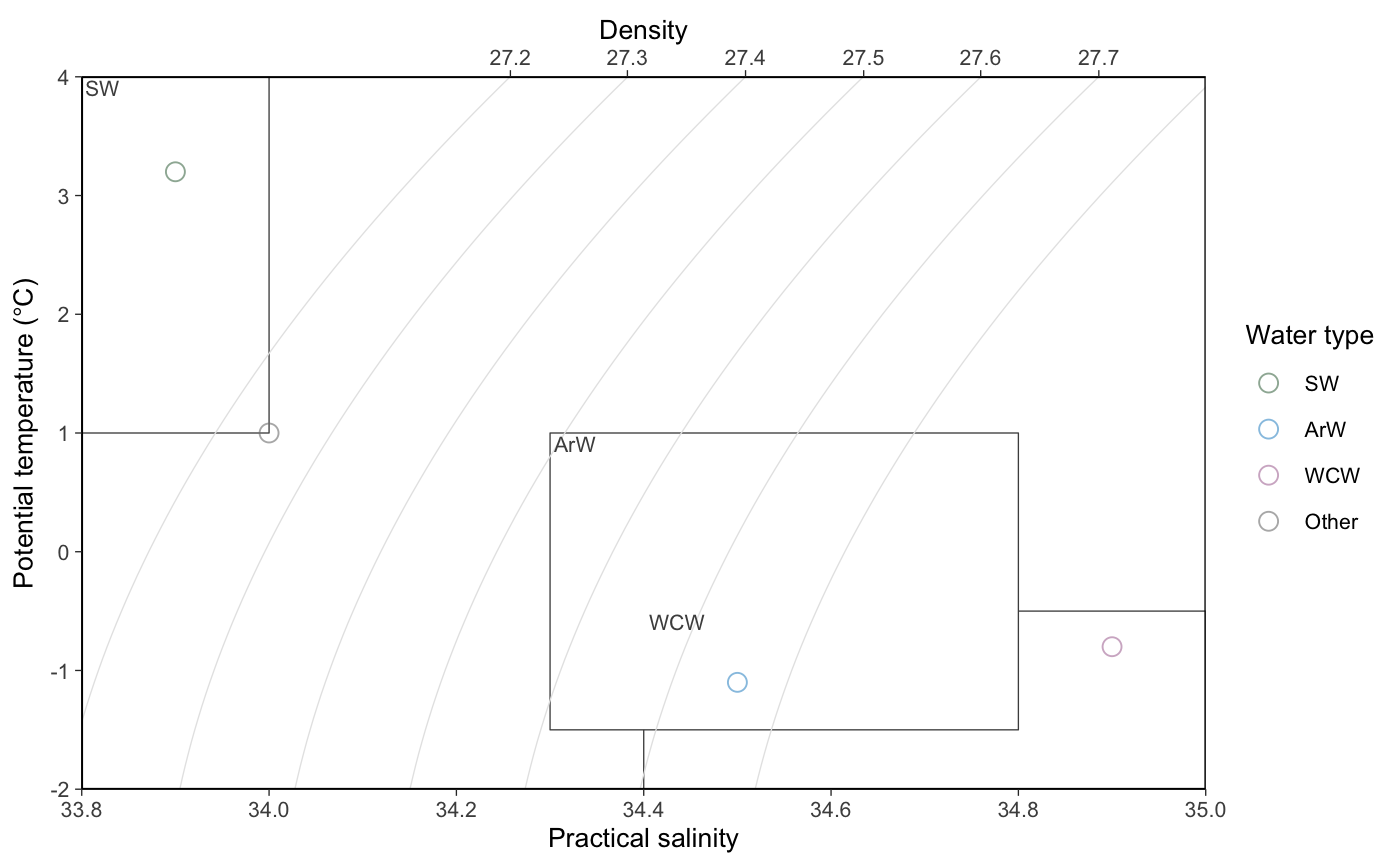 Density
27.2 27.3 27.4 27.5 27.6 27.7
4
SW
3
2
1
ArW
0
WCW
-1
-2
Potential temperature (°C)
33.8 34.0 34.2 34.4 34.6 34.8 35.0
Practical salinity
Water type
SW
ArW
WCW
Other